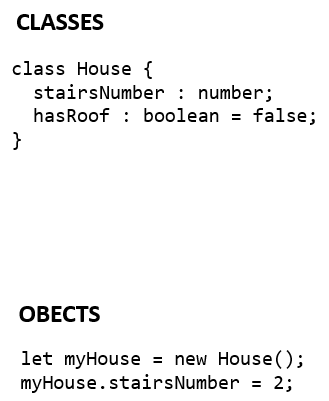 CLASSES
class House {
  stairsNumber : number;
  hasRoof : boolean = false;
}
OBECTS
let myHouse = new House();
myHouse.stairsNumber = 2;